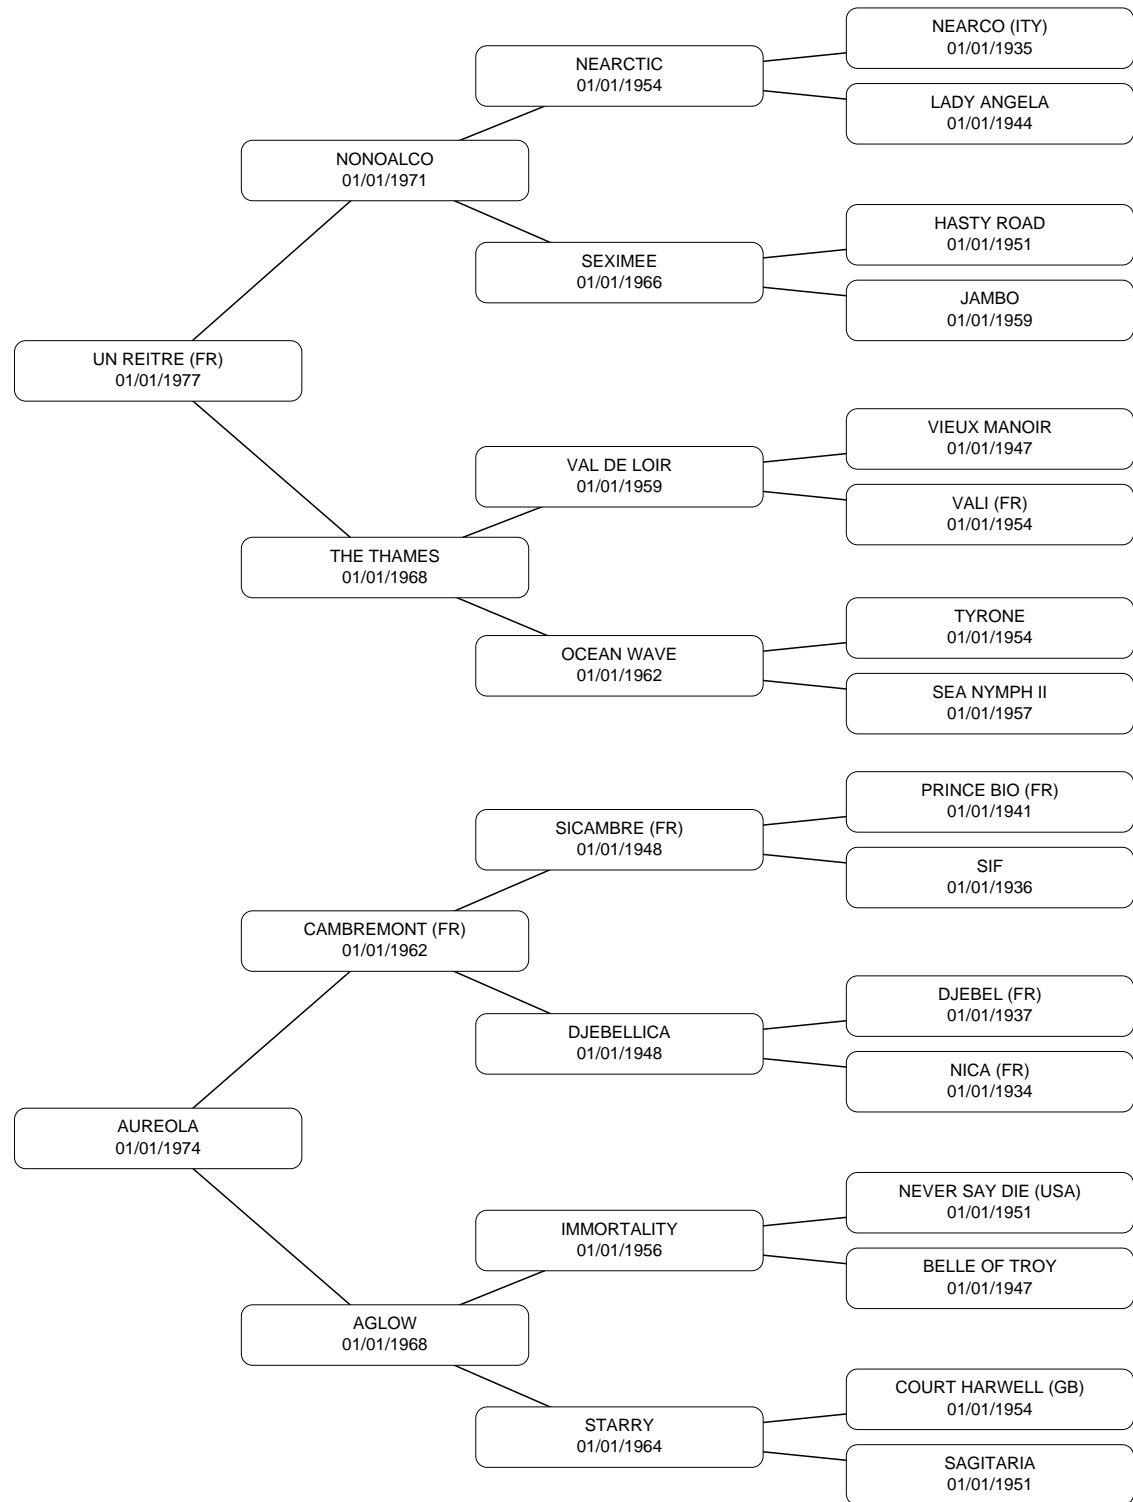 NEARCO (ITY)
01/01/1935
NEARCTIC
01/01/1954
LADY ANGELA
01/01/1944
NONOALCO
01/01/1971
HASTY ROAD
01/01/1951
SEXIMEE
01/01/1966
JAMBO
01/01/1959
UN REITRE (FR)
01/01/1977
VIEUX MANOIR
01/01/1947
VAL DE LOIR
01/01/1959
VALI (FR)
01/01/1954
THE THAMES
01/01/1968
TYRONE
01/01/1954
OCEAN WAVE
01/01/1962
SEA NYMPH II
01/01/1957
PRINCE BIO (FR)
01/01/1941
SICAMBRE (FR)
01/01/1948
SIF
01/01/1936
CAMBREMONT (FR)
01/01/1962
DJEBEL (FR)
01/01/1937
DJEBELLICA
01/01/1948
NICA (FR)
01/01/1934
AUREOLA
01/01/1974
NEVER SAY DIE (USA)
01/01/1951
IMMORTALITY
01/01/1956
BELLE OF TROY
01/01/1947
AGLOW
01/01/1968
COURT HARWELL (GB)
01/01/1954
STARRY
01/01/1964
SAGITARIA
01/01/1951